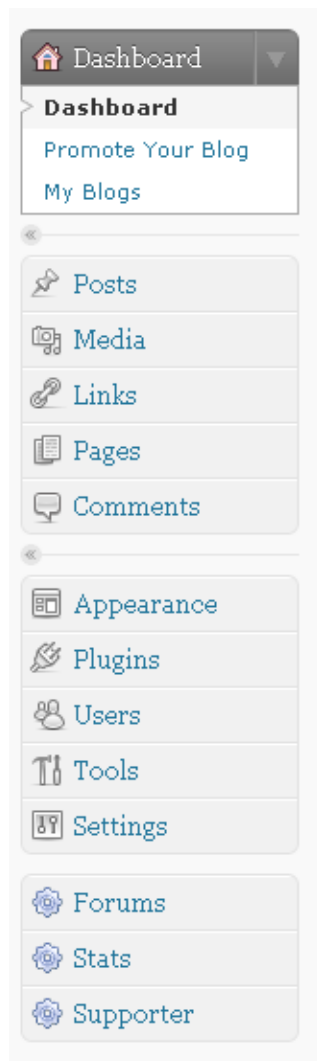 Dashboard
Dashboard
Promote Your Blog
My Blogs
Posts
Media
Links
Pages
Comments
Appearance
Plugins
Users
Tools
Settings
Forums
Stats
Supporter